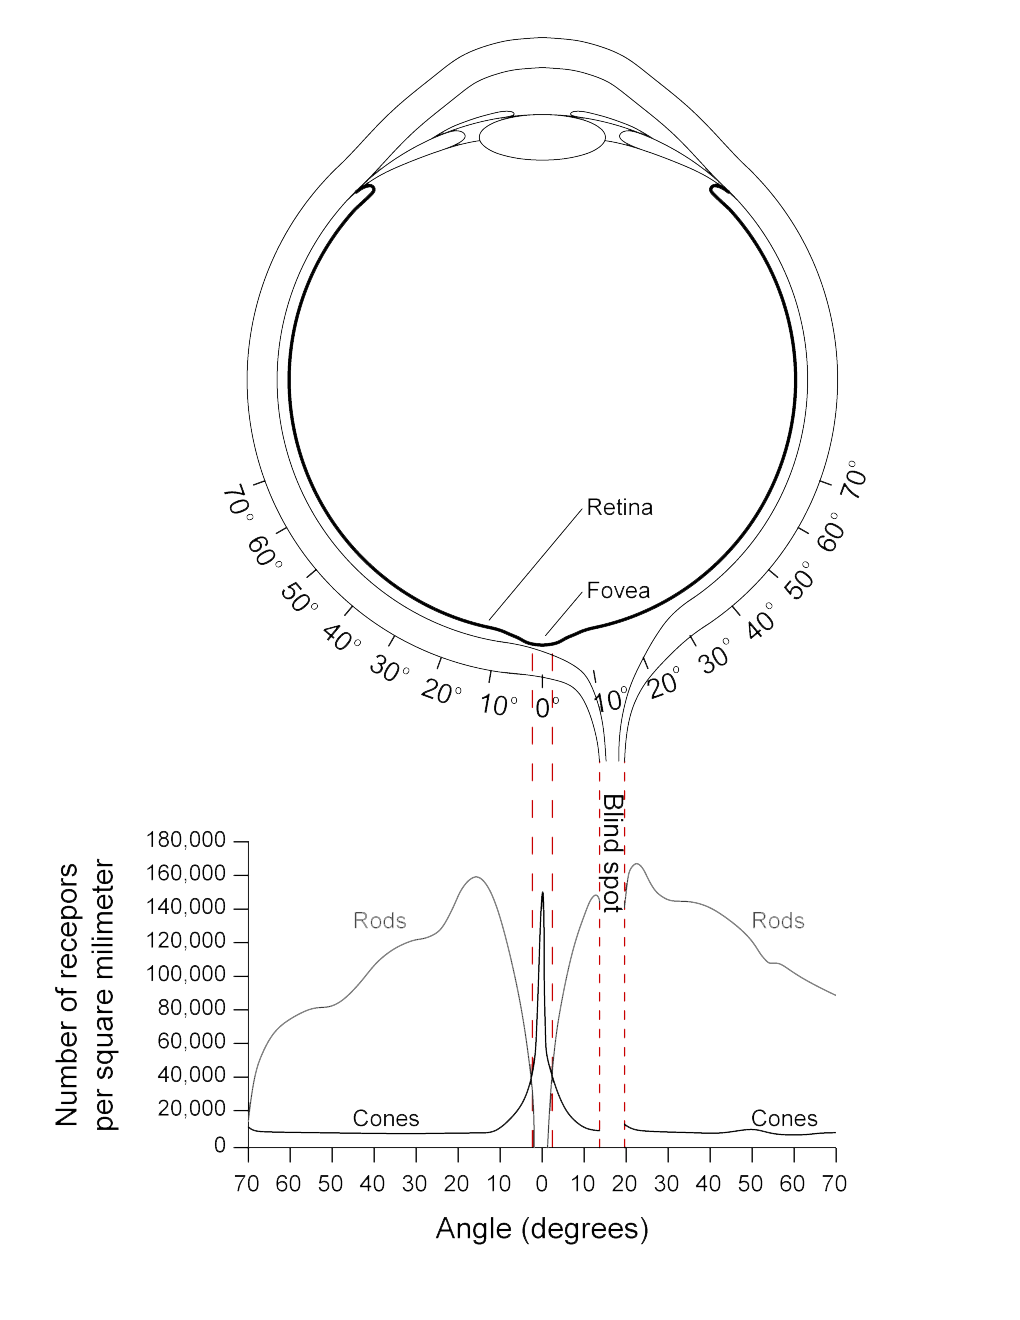 Retina
Fovea
70°
60°
50°
40°
30°
20°
10°
0°
10°
20°
30°
40°
50°
60°
70°
Blind spot
Number of recepors
per square milimeter
180,000
160,000
140,000
120,000
100,000
80,000
60,000
40,000
20,000
0
Rods
Rods
Cones
Cones
70 60 50 40 30 20 10 0 10 20 30 40 50 60 70
Angle (degrees)